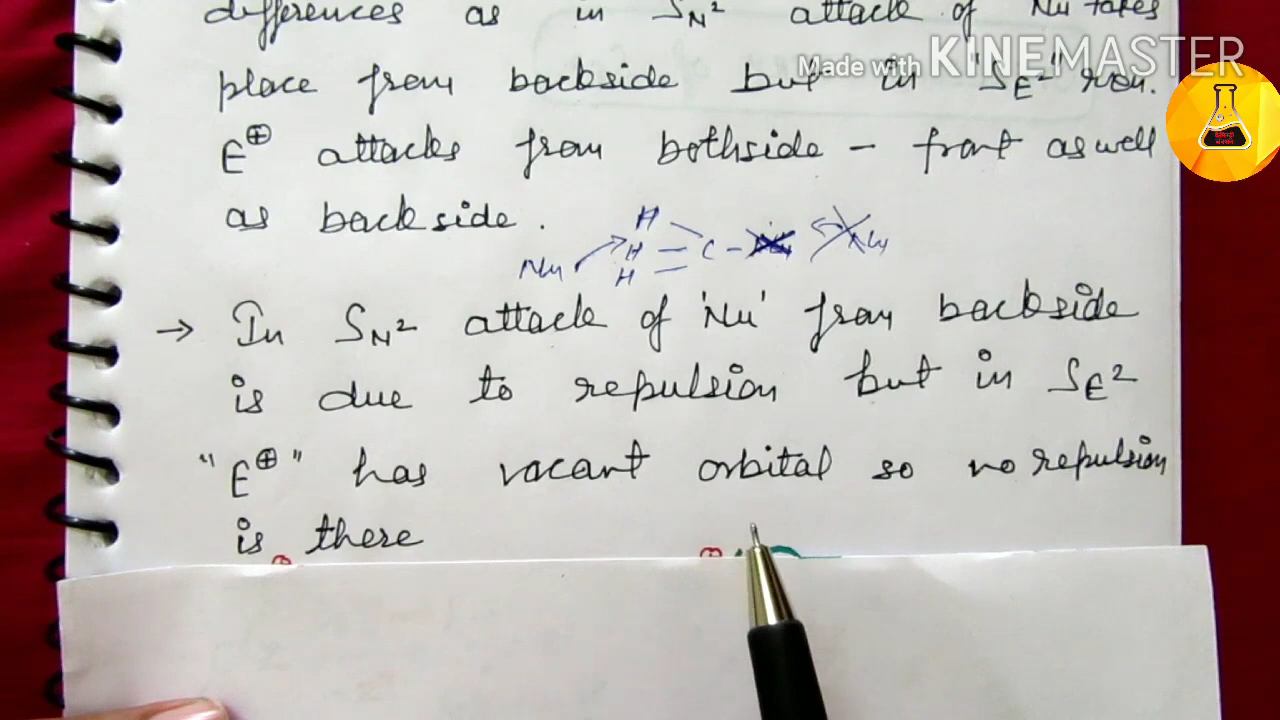 differences as in SN² attack of Nu takes
Made with KINEMASTER
place from backside but in "SE²" rxn.
E⊕ attacks from bothside - front as well
as backside.
H
Nu H C - Nu
H
→ In SN² attack of 'Nu' from backside
is due to repulsion but in SE²
"E⊕" has vacant orbital so no repulsion
is there